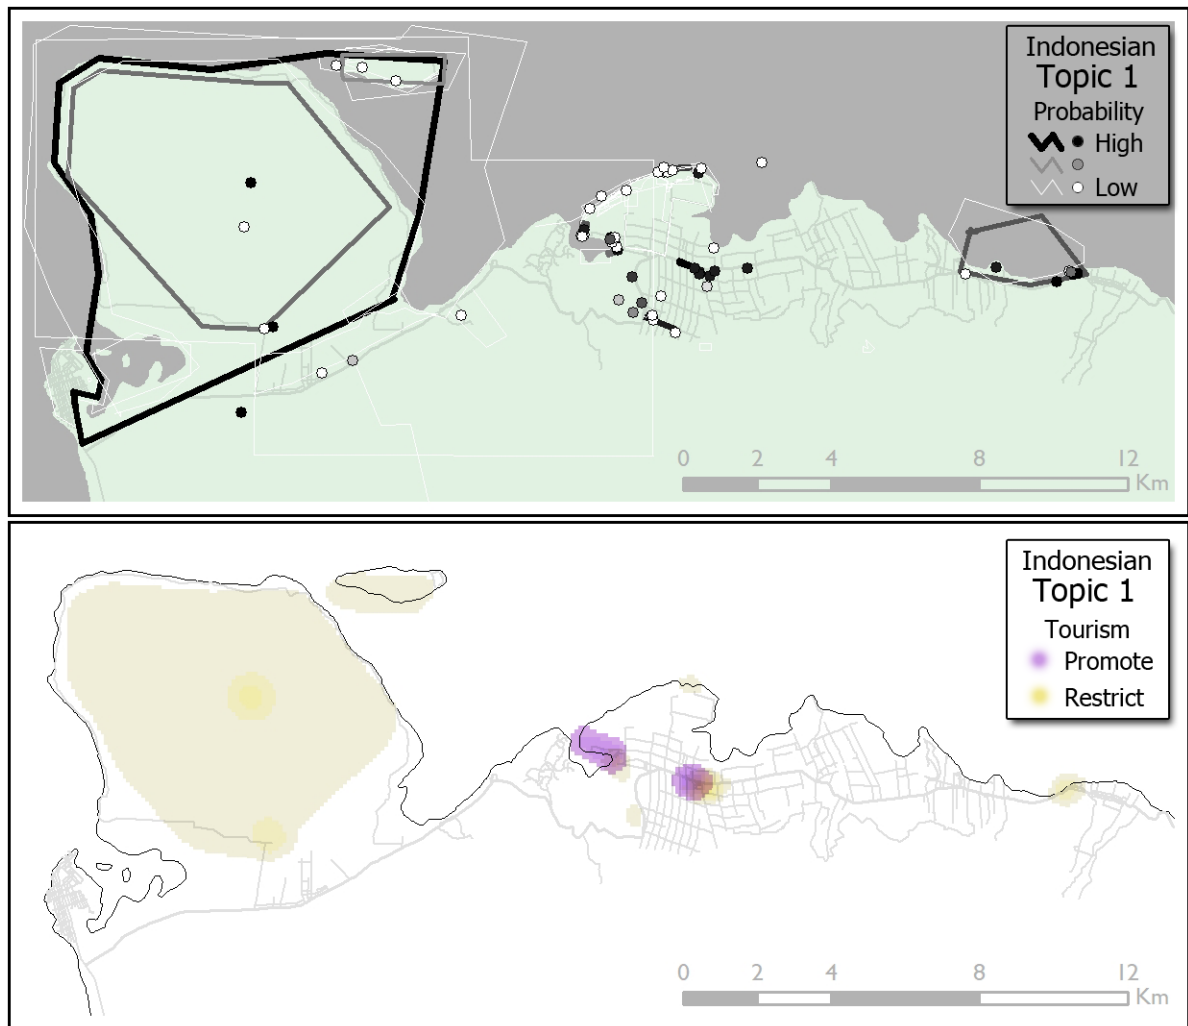 Indonesian
Topic 1
Probability
High
Low
0 2 4 8 12
Km
Indonesian
Topic 1
Tourism
Promote
Restrict
0 2 4 8 12
Km